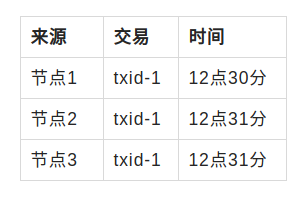 来源 交易 时间
节点1 txid-1 12点30分
节点2 txid-1 12点31分
节点3 txid-1 12点31分